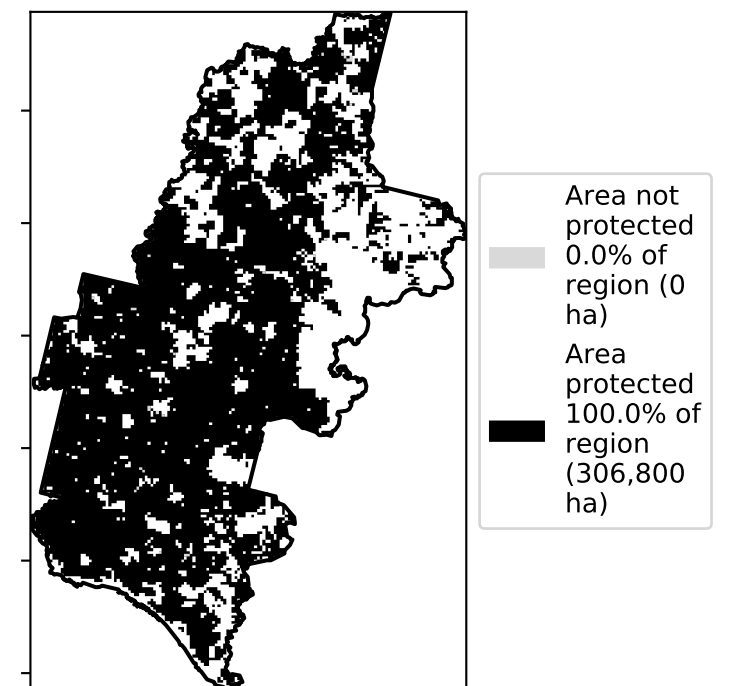 Area not
protected
0.0% of
region (0
ha)
Area
protected
100.0% of
region
(306,800
ha)